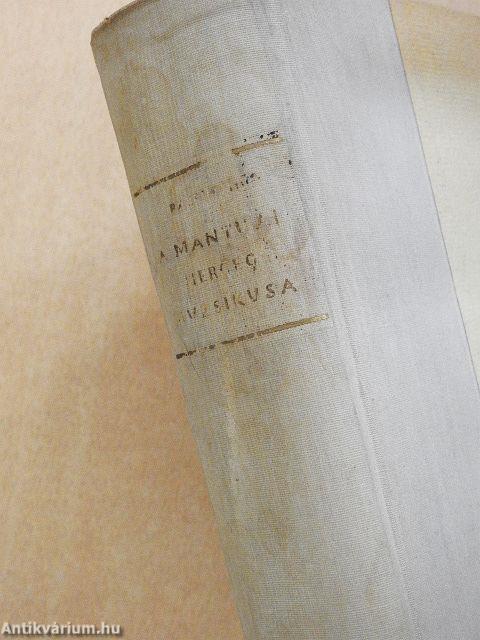 A MANTUAI
HERCEG
MUZSIKUSA
Antikvárium.hu